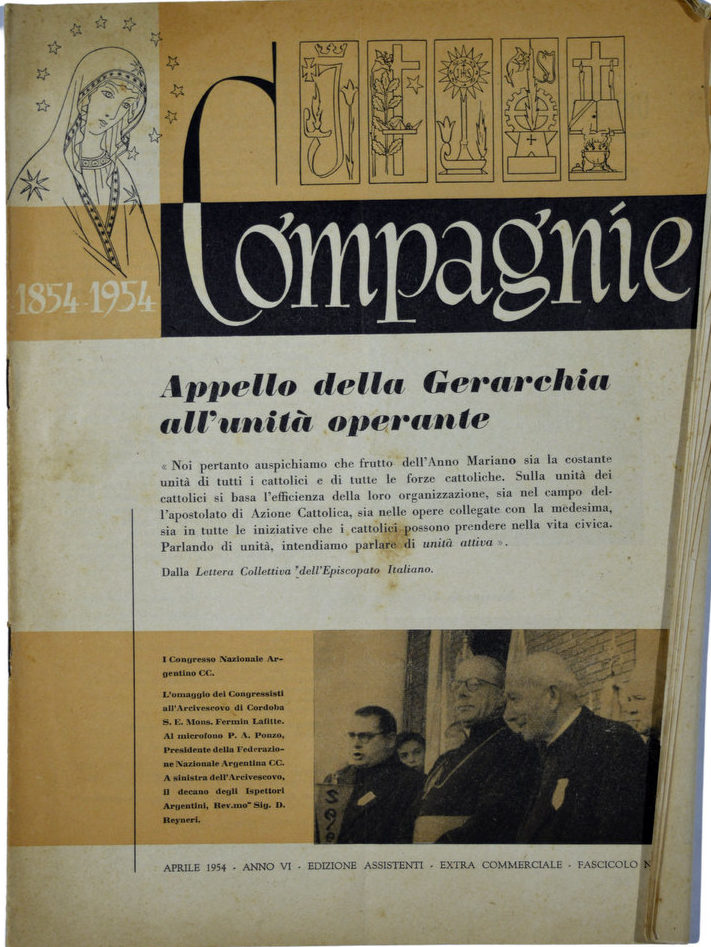 Compagnie
1854-1954
Appello della Gerarchia
all'unità operante
« Noi pertanto auspichiamo che frutto dell'Anno Mariano sia la costante
unità di tutti i cattolici e di tutte le forze cattoliche. Sulla unità dei
cattolici si basa l'efficienza della loro organizzazione, sia nel campo del-
l'apostolato di Azione Cattolica, sia nelle opere collegate con la medesima,
sia in tutte le iniziative che i cattolici possono prendere nella vita civica.
Parlando di unità, intendiamo parlare di unità attiva ».
Dalla Lettera Collettiva dell'Episcopato Italiano.
I Congresso Nazionale Ar-
gentino CC.
L'omaggio dei Congressisti
all'Arcivescovo di Cordoba
S. E. Mons. Fermin Lafitte.
Al microfono P. A. Ponzo,
Presidente della Federazio-
ne Nazionale Argentina CC.
A sinistra dell'Arcivescovo,
il decano degli Ispettori
Argentini, Rev.mo Sig. D.
Reyneri.
APRILE 1954 - ANNO VI - EDIZIONE ASSISTENTI - EXTRA COMMERCIALE - FASCICOLO N